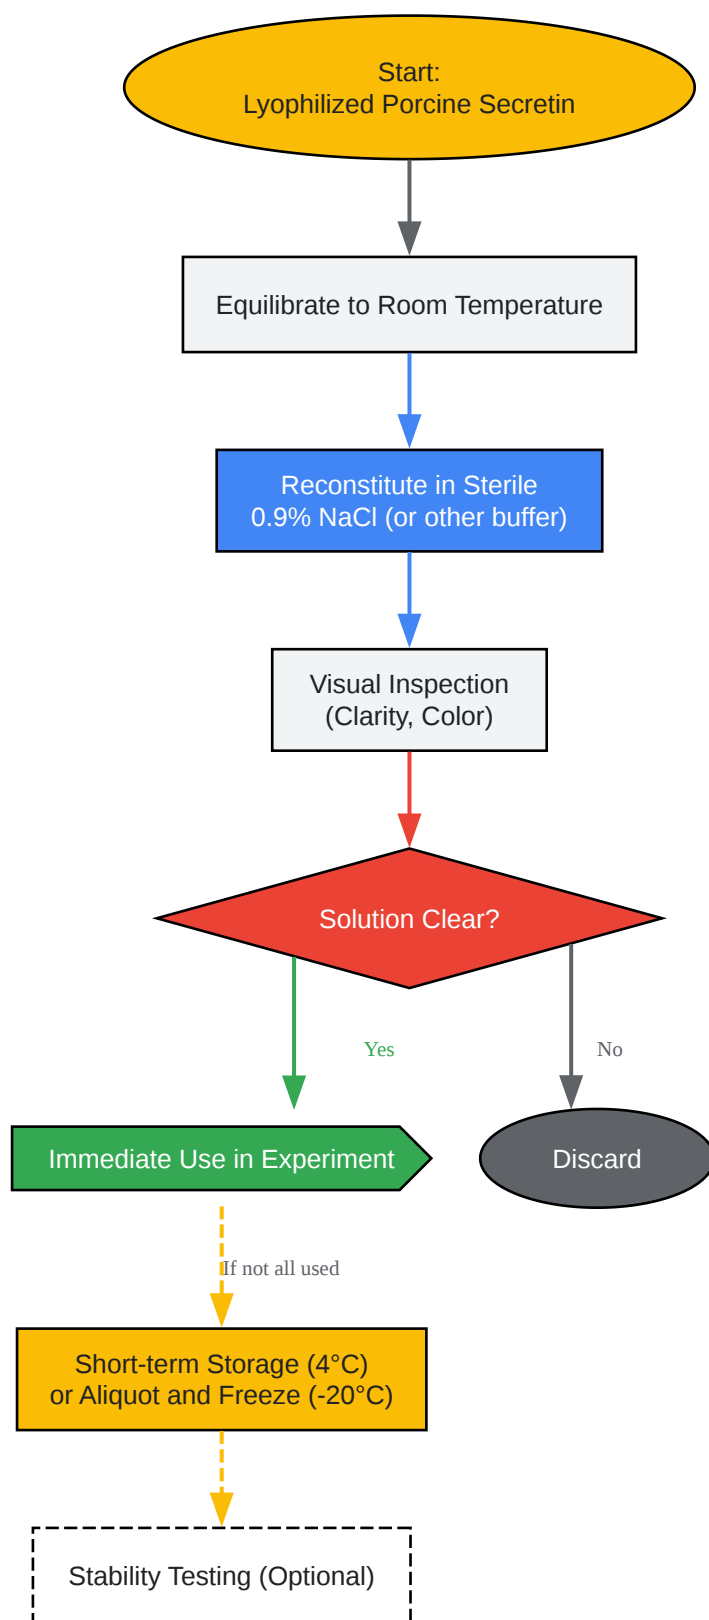 Start:
Lyophilized Porcine Secretin
Equilibrate to Room Temperature
Reconstitute in Sterile
0.9% NaCl (or other buffer)
Visual Inspection
(Clarity, Color)
Solution Clear?
Yes
No
Immediate Use in Experiment
Discard
If not all used
Short-term Storage (4°C)
or Aliquot and Freeze (-20°C)
Stability Testing (Optional)